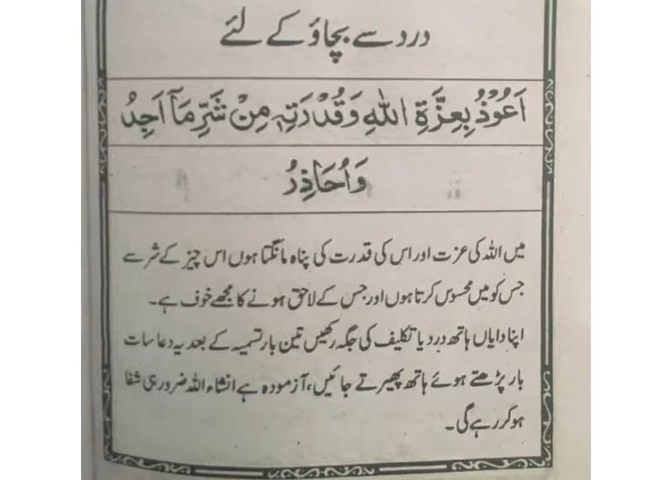 درد سے بچاؤ کے لئے
اَعُوْذُ بِعِزَّةِ اللّٰهِ وَقُدْرَتِهٖ مِنْ شَرِّ مَآ اَجِدُ
وَاُحَاذِرُ
میں اللہ کی عزت اور اس کی قدرت کی پناہ مانگتا ہوں اس چیز کے شر سے
جس کو میں محسوس کرتا ہوں اور جس کے لاحق ہونے کا مجھے خوف ہے۔
اپنا دایاں ہاتھ درد یا تکلیف کی جگہ رکھیں تین بار تسمیہ کے بعد یہ دعا سات
بار پڑھتے ہوئے ہاتھ پھیرتے جائیں، آزمودہ ہے انشاء اللہ ضرور ہی شفا
ہو کر رہے گی۔